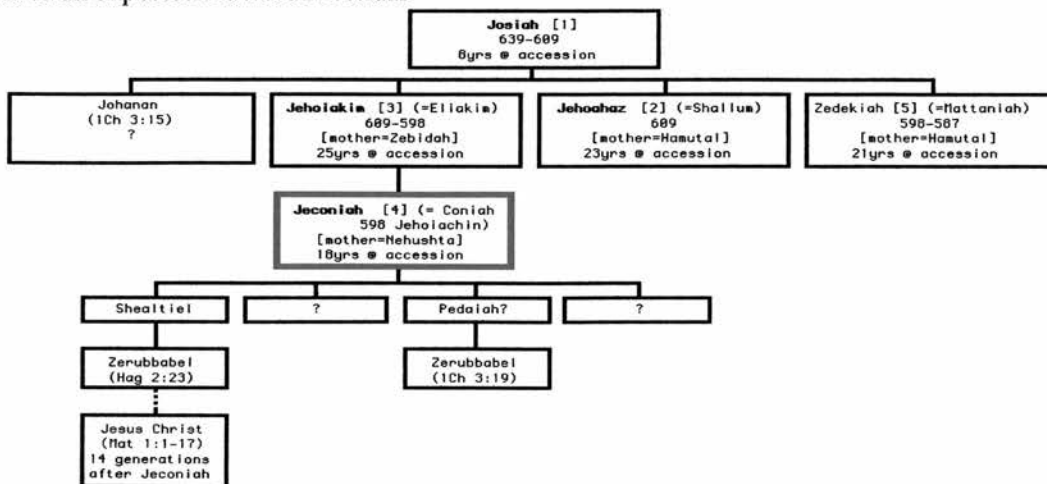 Josiah [1]
639-609
8yrs @ accession
Johanan
(1Ch 3:15)
?
Jehoiakim [3] (=Eliakim)
609-598
[mother=Zebidah]
25yrs @ accession
Jehoahaz [2] (=Shallum)
609
[mother=Hamutal]
23yrs @ accession
Zedekiah [5] (=Mattaniah)
598-587
[mother=Hamutal]
21yrs @ accession
Jeconiah [4] (= Coniah
598 Jehoiachin)
[mother=Nehushta]
18yrs @ accession
Shealtiel
?
Pedaiah?
?
Zerubbabel
(Hag 2:23)
Zerubbabel
(1Ch 3:19)
Jesus Christ
(Mat 1:1-17)
14 generations
after Jeconiah